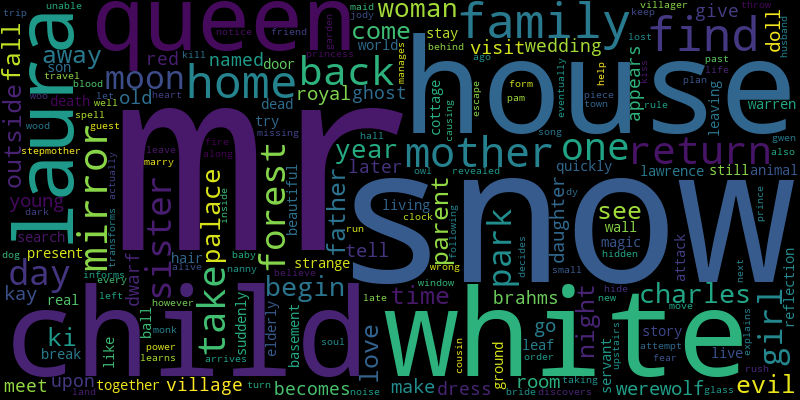 mr
snow
house
white
child
queen
laura
family
find
woman
come
give
away
fall
son
home
back
moon
mirror
outside
old
royal
ghost
visit
wedding
named
door
red
stay
world
cottage
appears
leaving
warren
doll
one
return
mother
year
later
forest
father
palace
sister
dwarf
young
search
present
day
kay
real
ki
break
meet
upon
together
village
becomes
like
take
ball
suddenly
begin
strange
hair
living
tell
parent
park
daughter
quickly
lawrence
still
animal
see
wall
magic
attack
reflection
charles
girl
night
time
brahms
love
elderly
basement
make
dress
room
go
leaf
servant
story
live
werewolf
evil
trip
unable
maid
jody
notice
friend
garden
princess
kill
let
heart
woo
death
blood
travel
well
spell
guest
wood
stepmother
dark
actually
transforms
informs
every
left
however
monk
power
learns
arrives
land
turn
noise
soul
late
believe
nanny
baby
alive
inside
marry
leave
fire
along
dead
try
missing
beautiful
hall
owl
revealed
clock
run
wrong
window
cousin
ground
order
bride
discovers
taking
upstairs
fear
attempt
move
glass
rush
explains
next
new
hide
small
decides
following
hidden
prince
song
eventually
town
piece
form
pam
help
escape
causing
manages
behind
ago
villager
keep
throw
husband
lost
past
life
kiss
plan
rule
gwen
also
dog